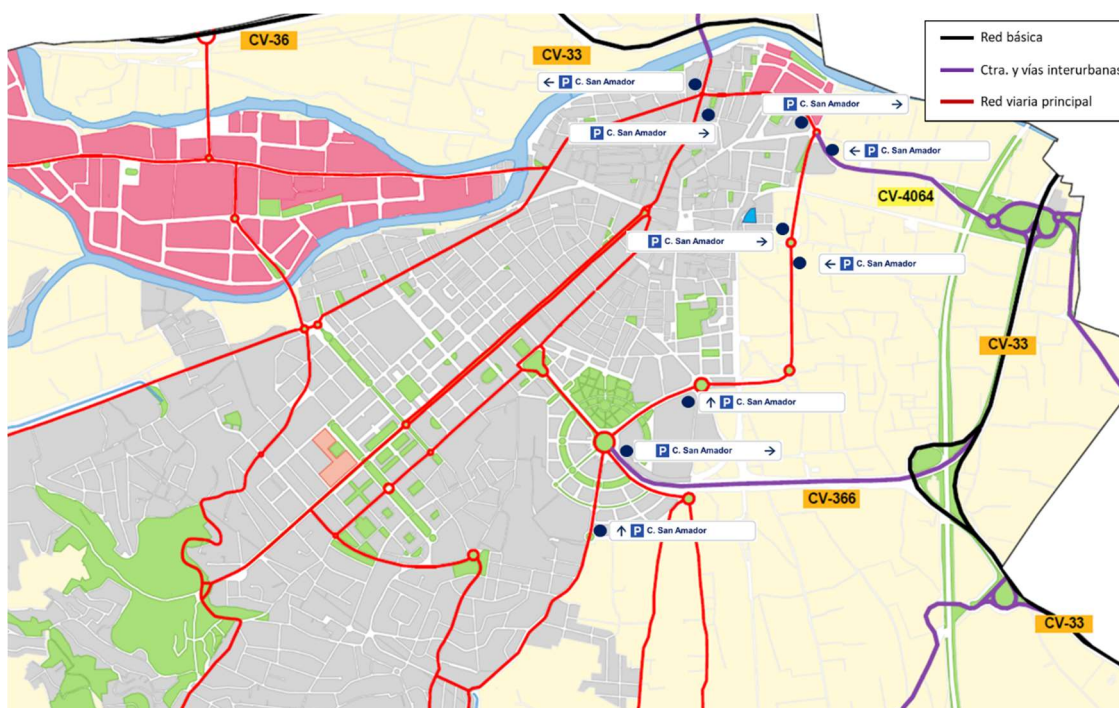 Red básica
Ctra. y vías interurbanas
Red viaria principal
CV-36
CV-33
← P C. San Amador
P C. San Amador →
P C. San Amador →
← P C. San Amador
CV-4064
P C. San Amador →
← P C. San Amador
CV-33
↑ P C. San Amador
P C. San Amador →
CV-366
↑ P C. San Amador
CV-33